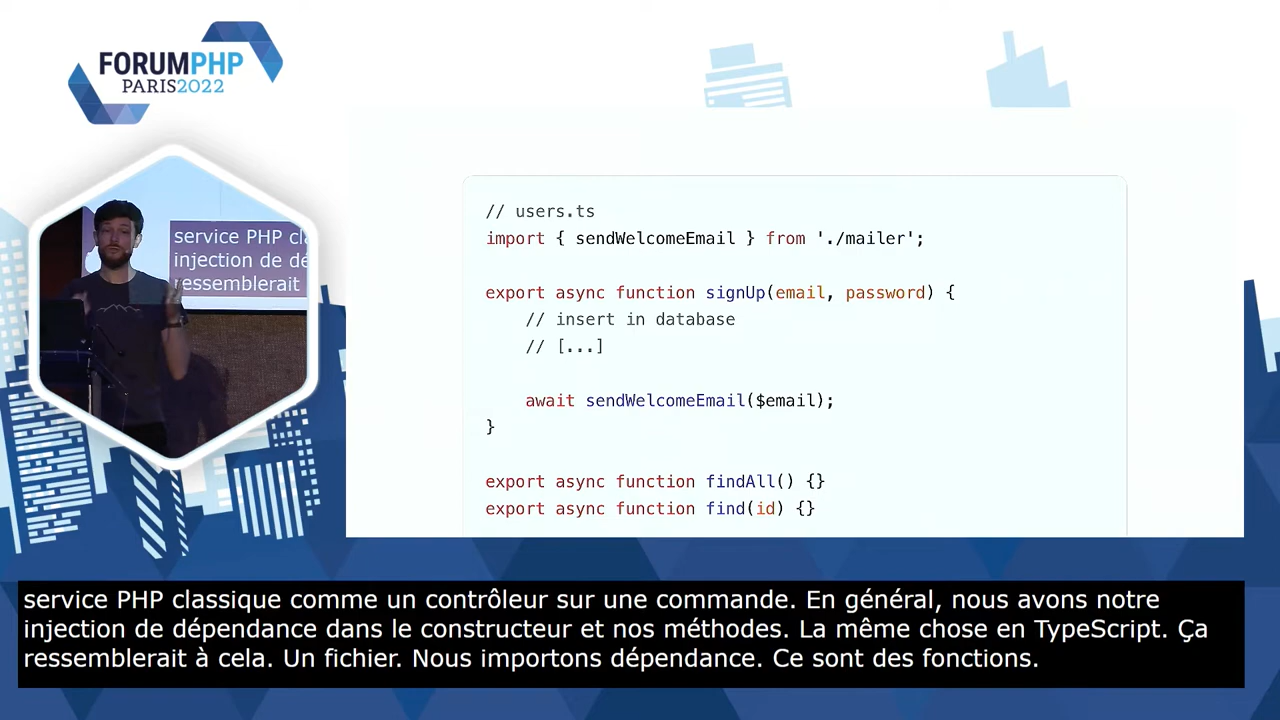 FORUMPHP
PARIS2022
service PHP cl
injection de dé
ressemblerait
// users.ts
import { sendWelcomeEmail } from './mailer';
export async function signUp(email, password) {
// insert in database
// [...]
await sendWelcomeEmail($email);
}
export async function findAll() {}
export async function find(id) {}
service PHP classique comme un contrôleur sur une commande. En général, nous avons notre
injection de dépendance dans le constructeur et nos méthodes. La même chose en TypeScript. Ça
ressemblerait à cela. Un fichier. Nous importons dépendance. Ce sont des fonctions.